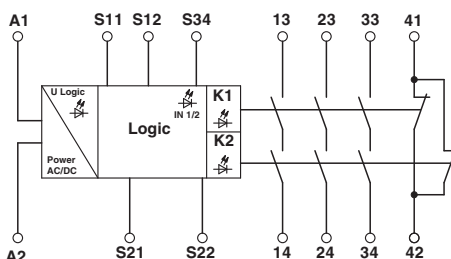 A1 S11 S12 S34 13 23 33 41
U Logic
IN 1/2
K1
Logic
K2
Power
AC/DC
A2 S21 S22 14 24 34 42